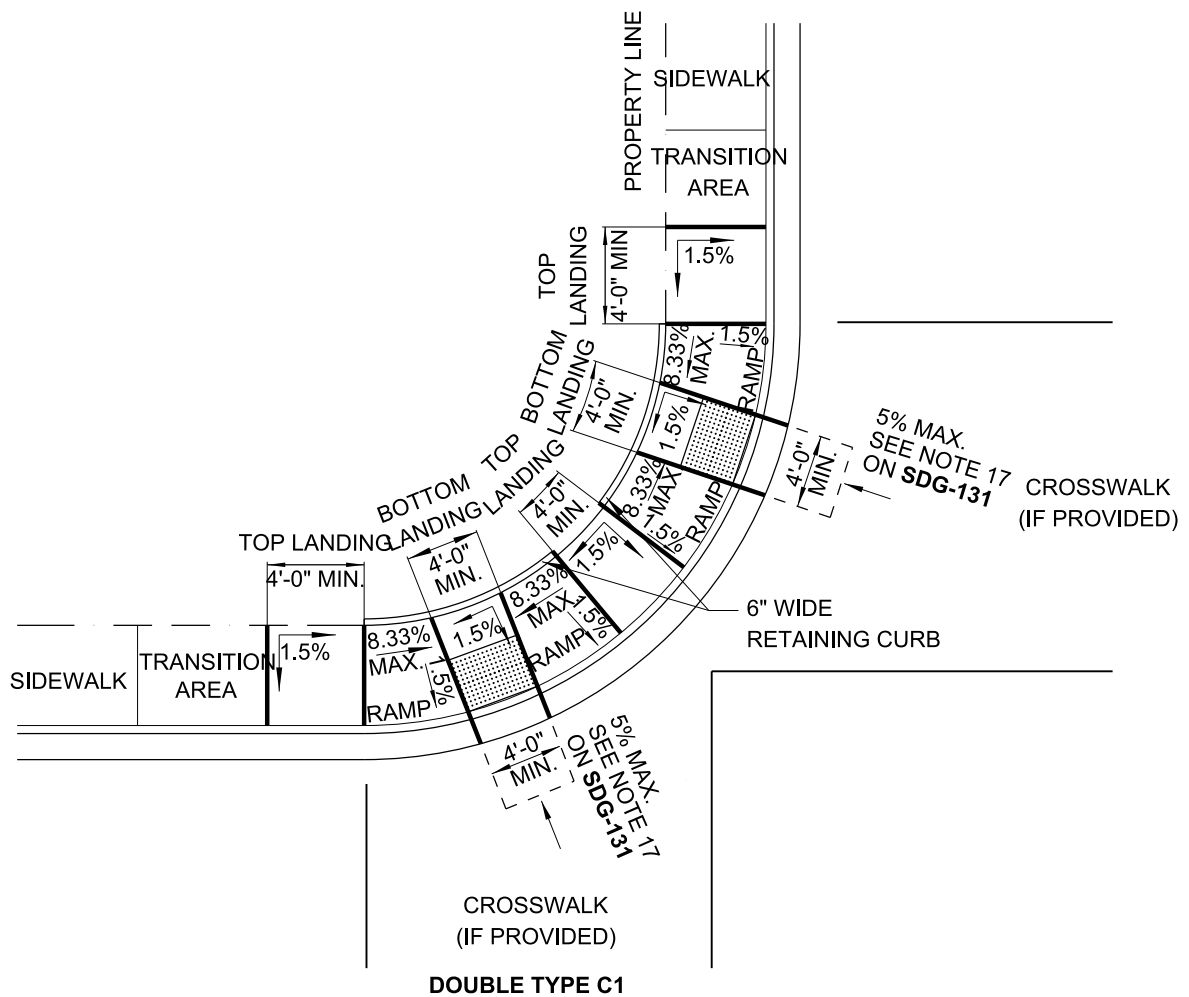 PROPERTY LINE
SIDEWALK
TRANSITION
AREA
TOP
LANDING
4'-0" MIN
1.5%
8.33%
MAX.
1.5%
RAMP
BOTTOM
LANDING
4'-0"
MIN.
1.5%
5% MAX.
SEE NOTE 17
ON SDG-131
4'-0"
MIN.
CROSSWALK
(IF PROVIDED)
8.33%
MAX.
1.5%
RAMP
TOP
LANDING
4'-0"
MIN.
1.5%
6" WIDE
RETAINING CURB
BOTTOM
LANDING
4'-0"
MIN.
8.33%
MAX.
1.5%
RAMP
1.5%
TOP LANDING
4'-0" MIN.
8.33%
MAX.
1.5%
RAMP
1.5%
TRANSITION
AREA
SIDEWALK
4'-0"
MIN.
5% MAX.
SEE NOTE 17
ON SDG-131
CROSSWALK
(IF PROVIDED)
DOUBLE TYPE C1